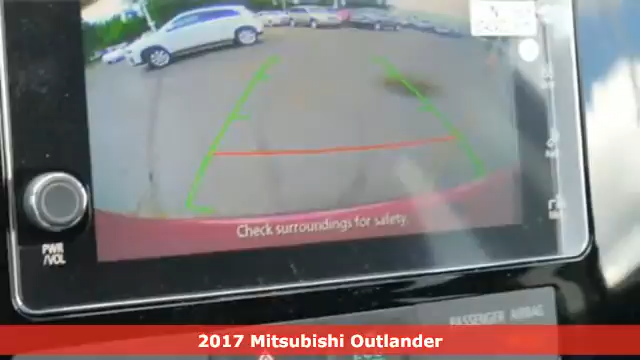 Check surroundings for safety.
PWR
/VOL
PASSENGER AIRBAG
2017 Mitsubishi Outlander